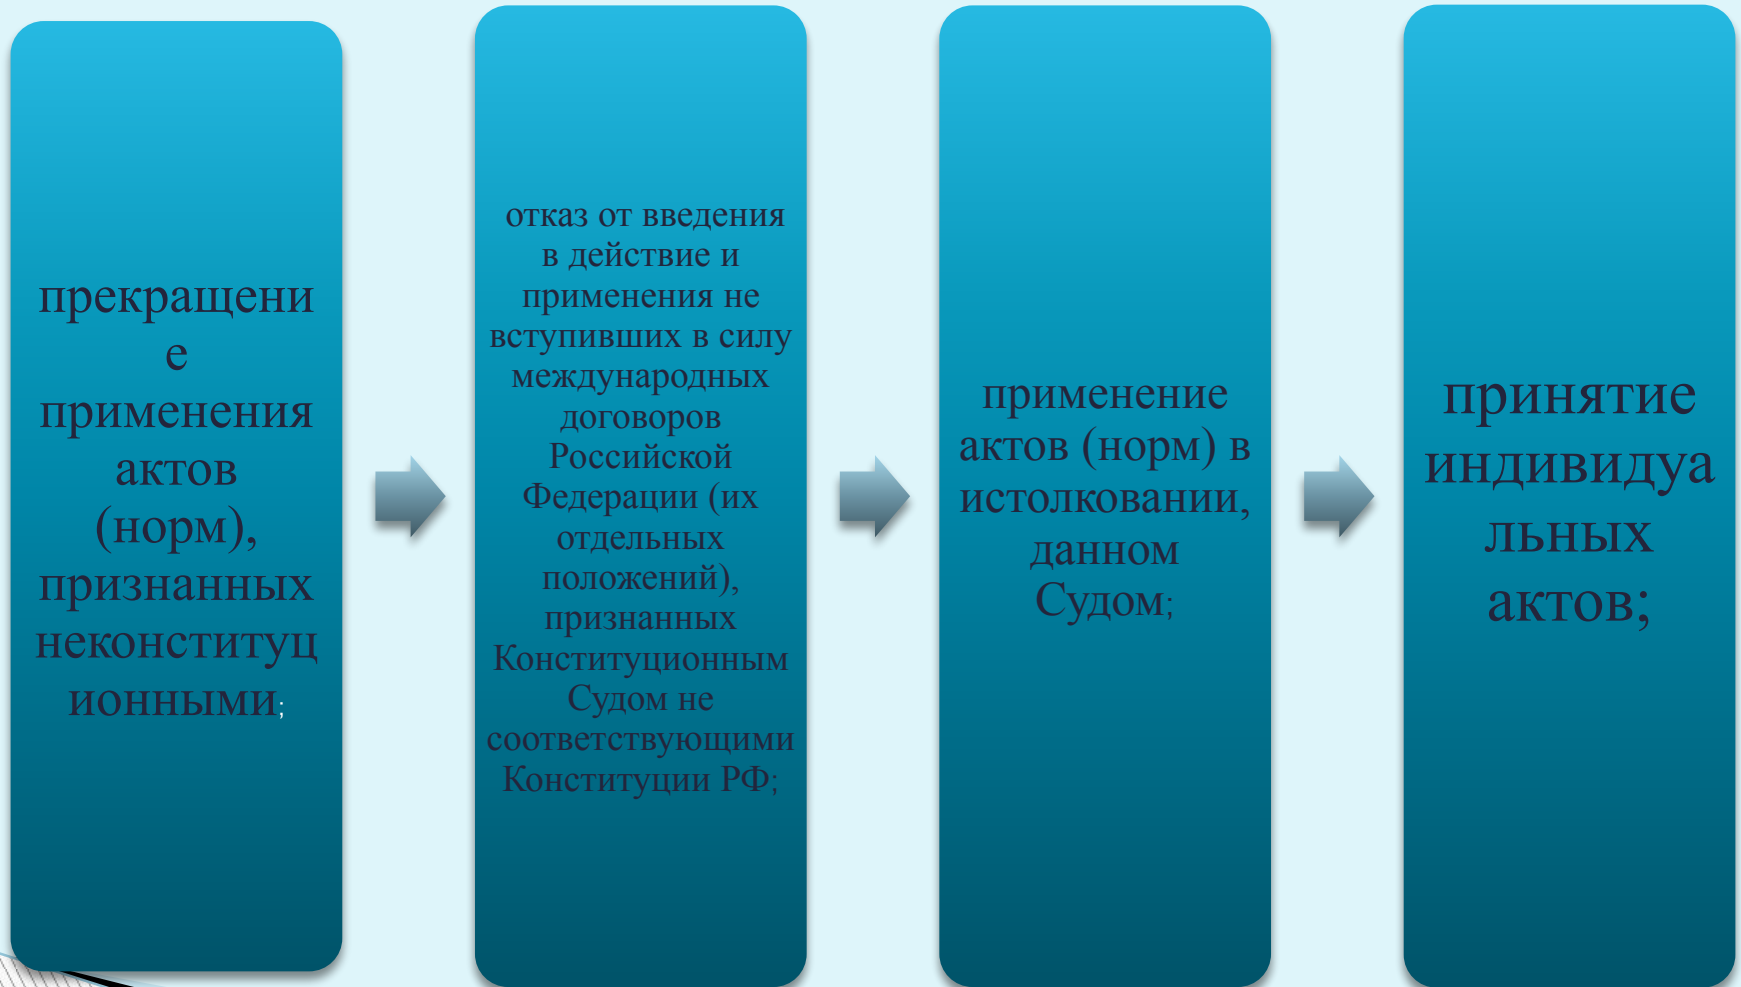 прекращени
е
применения
актов
(норм),
признанных
неконституц
ионными;
отказ от введения
в действие и
применения не
вступивших в силу
международных
договоров
Российской
Федерации (их
отдельных
положений),
признанных
Конституционным
Судом не
соответствующими
Конституции РФ;
применение
актов (норм) в
истолковании,
данном
Судом;
принятие
индивидуа
льных
актов;